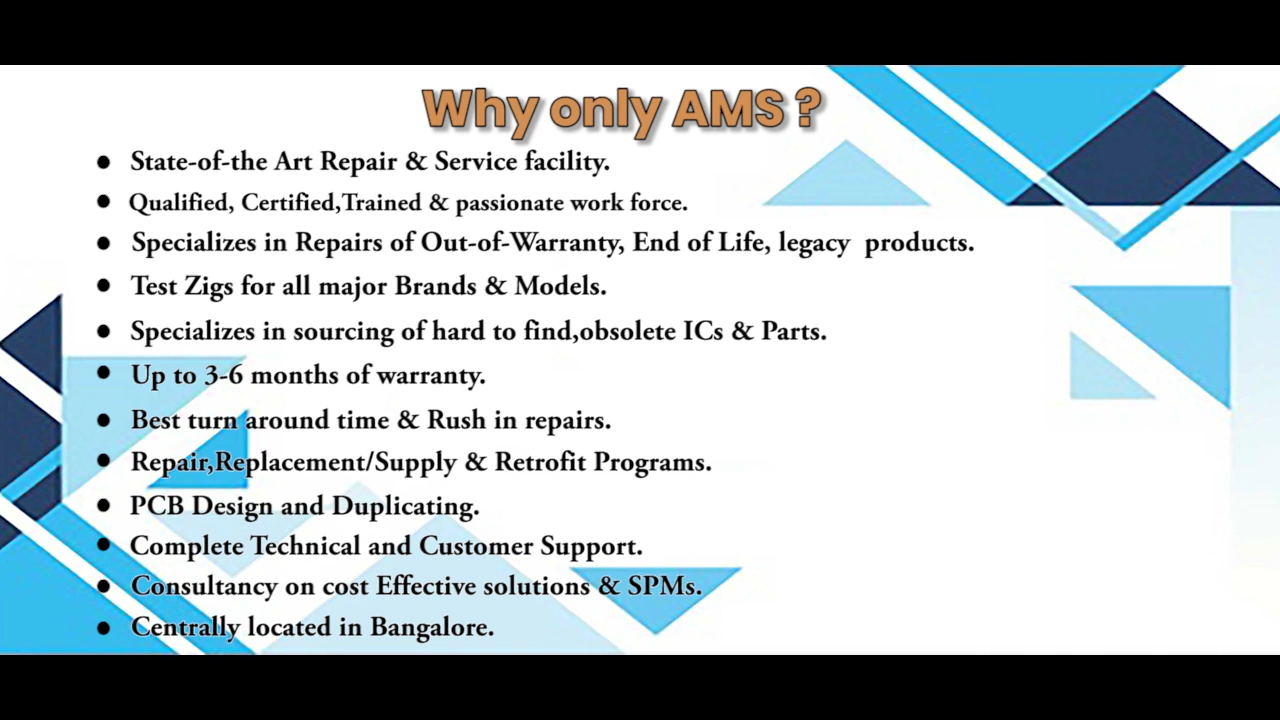 Why only AMS ?
• State-of-the Art Repair & Service facility.
• Qualified, Certified,Trained & passionate work force.
• Specializes in Repairs of Out-of-Warranty, End of Life, legacy  products.
• Test Zigs for all major Brands & Models.
• Specializes in sourcing of hard to find,obsolete ICs & Parts.
• Up to 3-6 months of warranty.
• Best turn around time & Rush in repairs.
• Repair,Replacement/Supply & Retrofit Programs.
• PCB Design and Duplicating.
• Complete Technical and Customer Support.
• Consultancy on cost Effective solutions & SPMs.
• Centrally located in Bangalore.